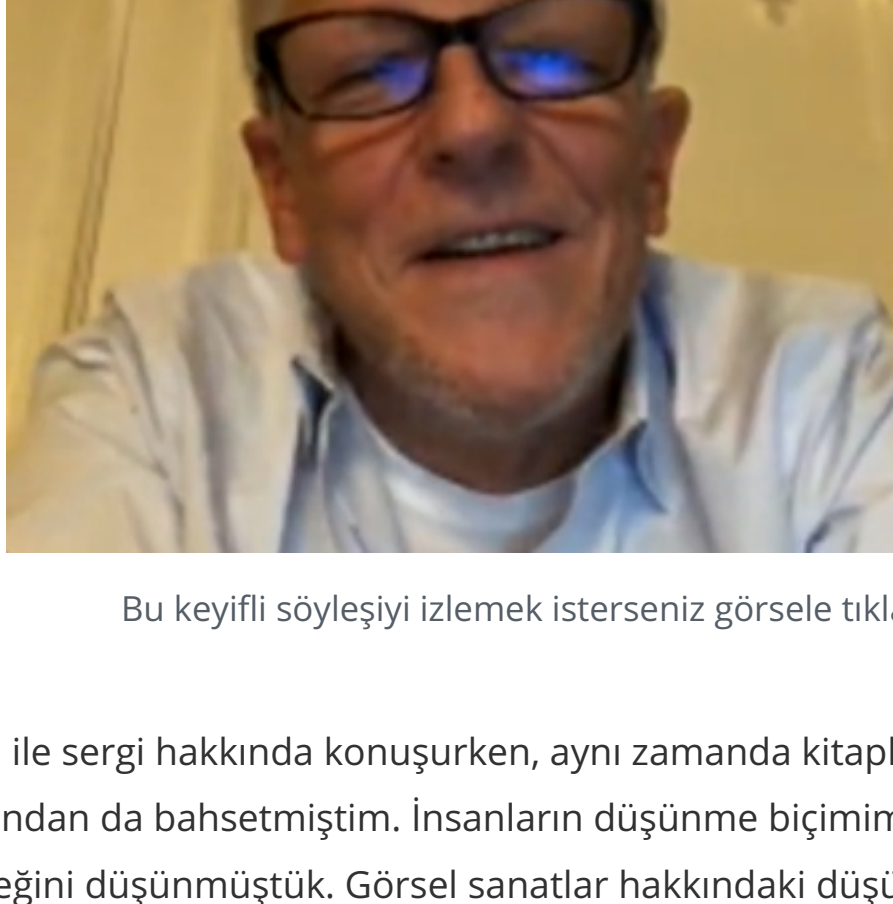 Bu keyifli söyleşiyi izlemek isterseniz görsele
ile sergi hakkında konuşurken, aynı zamanda
da bahsetmiştim. İnsanların düşünme
düşünmüştük. Görsel sanatlar hakkındaki